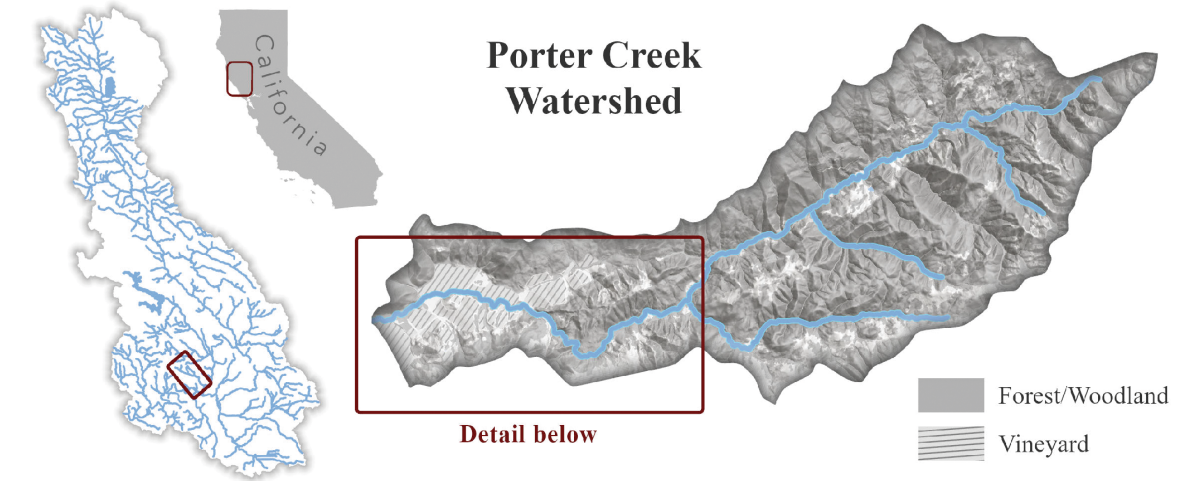 California
Porter Creek
Watershed
Detail below
Forest/Woodland
Vineyard